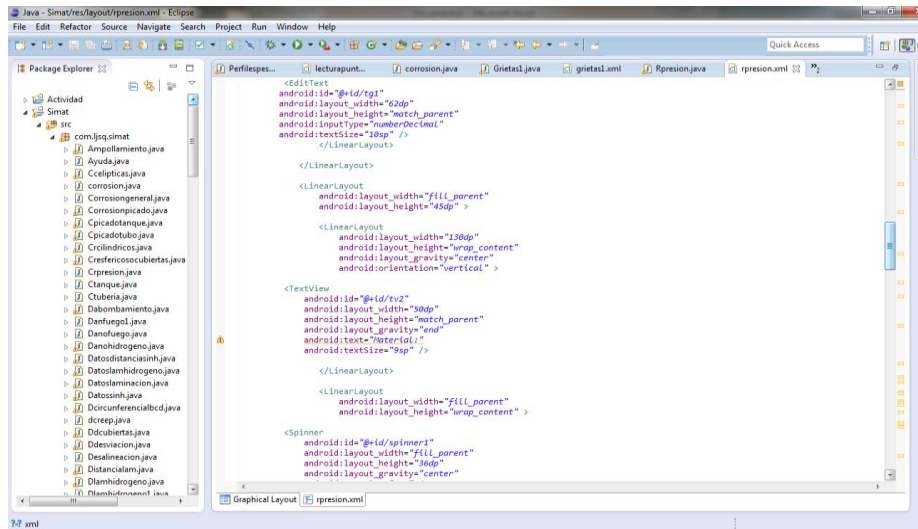 Java - Simat/res/layout/rpresion.xml - Eclipse
File Edit Refactor Source Navigate Search Project Run Window Help
Quick Access
Package Explorer
Perfilespes...
lecturapunt...
corrosion.java
Grietas1.java
grietas1.xml
Rpresion.java
rpresion.xml
»2
Actividad
Simat
src
com.ljsq.simat
Ampollamiento.java
Ayuda.java
Ccelipticas.java
corrosion.java
Corrosiongeneral.java
Corrosionpicado.java
Cpicadotanque.java
Cpicadotubo.java
Crcilindricos.java
Cresfericosocubiertas.java
Crpresion.java
Ctanque.java
Ctuberia.java
Dabombamiento.java
Danfuego1.java
Danofuego.java
Danohidrogeno.java
Datosdistanciasinh.java
Datoslamhidrogeno.java
Datoslaminacion.java
Datossinh.java
Dcircunferencialbcd.java
dcreep.java
Ddcubiertas.java
Ddesviacion.java
Desalineacion.java
Distancialam.java
Dlamhidrogeno.java
Dlamhidrogeno1.java
<EditText
android:id="@+id/tg1"
android:layout_width="62dp"
android:layout_height="match_parent"
android:inputType="numberDecimal"
android:textSize="10sp" />
</LinearLayout>
</LinearLayout>
<LinearLayout
android:layout_width="fill_parent"
android:layout_height="45dp" >
<LinearLayout
android:layout_width="130dp"
android:layout_height="wrap_content"
android:layout_gravity="center"
android:orientation="vertical" >
<TextView
android:id="@+id/tv2"
android:layout_width="50dp"
android:layout_height="match_parent"
android:layout_gravity="end"
android:text="Material:"
android:textSize="9sp" />
</LinearLayout>
<LinearLayout
android:layout_width="fill_parent"
android:layout_height="wrap_content" >
<Spinner
android:id="@+id/spinner1"
android:layout_width="fill_parent"
android:layout_height="36dp"
android:layout_gravity="center"
Graphical Layout
rpresion.xml
?-? xml